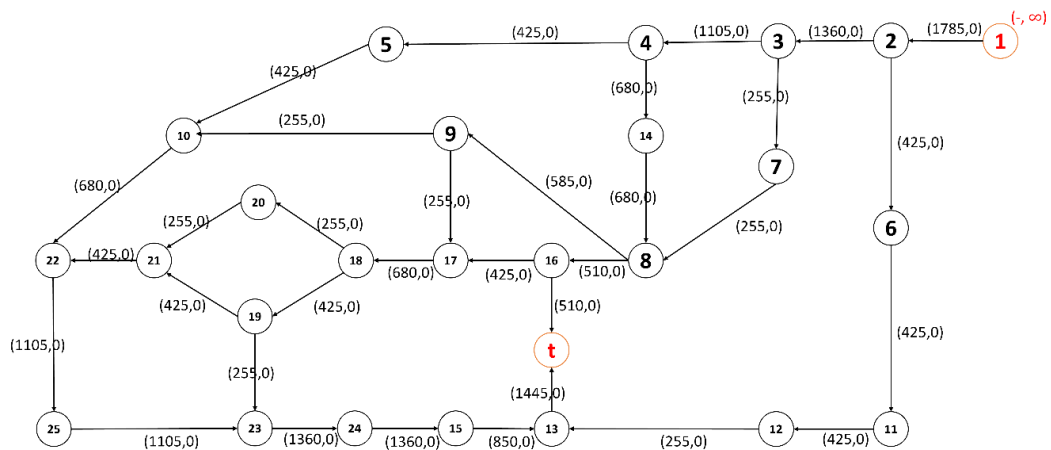 (-, ∞)
5 (425,0) 4 (1105,0) 3 (1360,0) 2 (1785,0) 1
(425,0) (680,0) (255,0)
10 (255,0) 9 14
(425,0)
7
(680,0) (585,0) (680,0)
20 (255,0)
(255,0) (255,0) (255,0) 6
22 (425,0) 21 18 (680,0) 17 (425,0) 16 (510,0) 8
(425,0) (425,0) (510,0)
19
(1105,0) t (425,0)
(255,0)
(1445,0)
25 (1105,0) 23 (1360,0) 24 (1360,0) 15 (850,0) 13 (255,0) 12 (425,0) 11